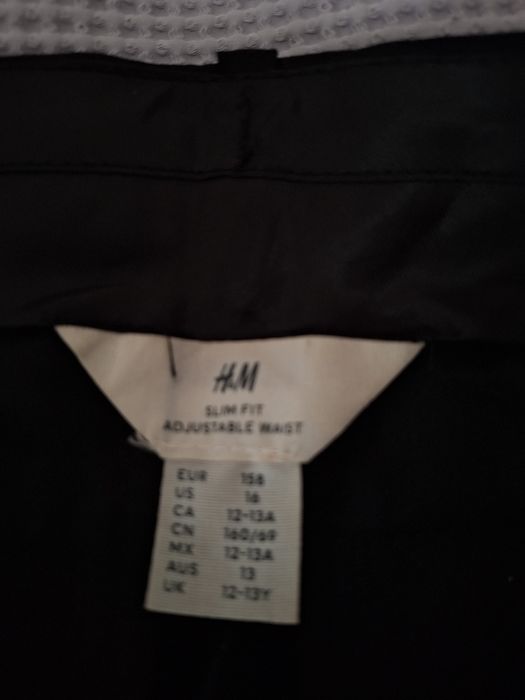 H&M
SLIM FIT
ADJUSTABLE WAIST
EUR 158
US 16
CA 12-13A
CN 160/69
MX 12-13A
AUS 13
UK 12-13Y